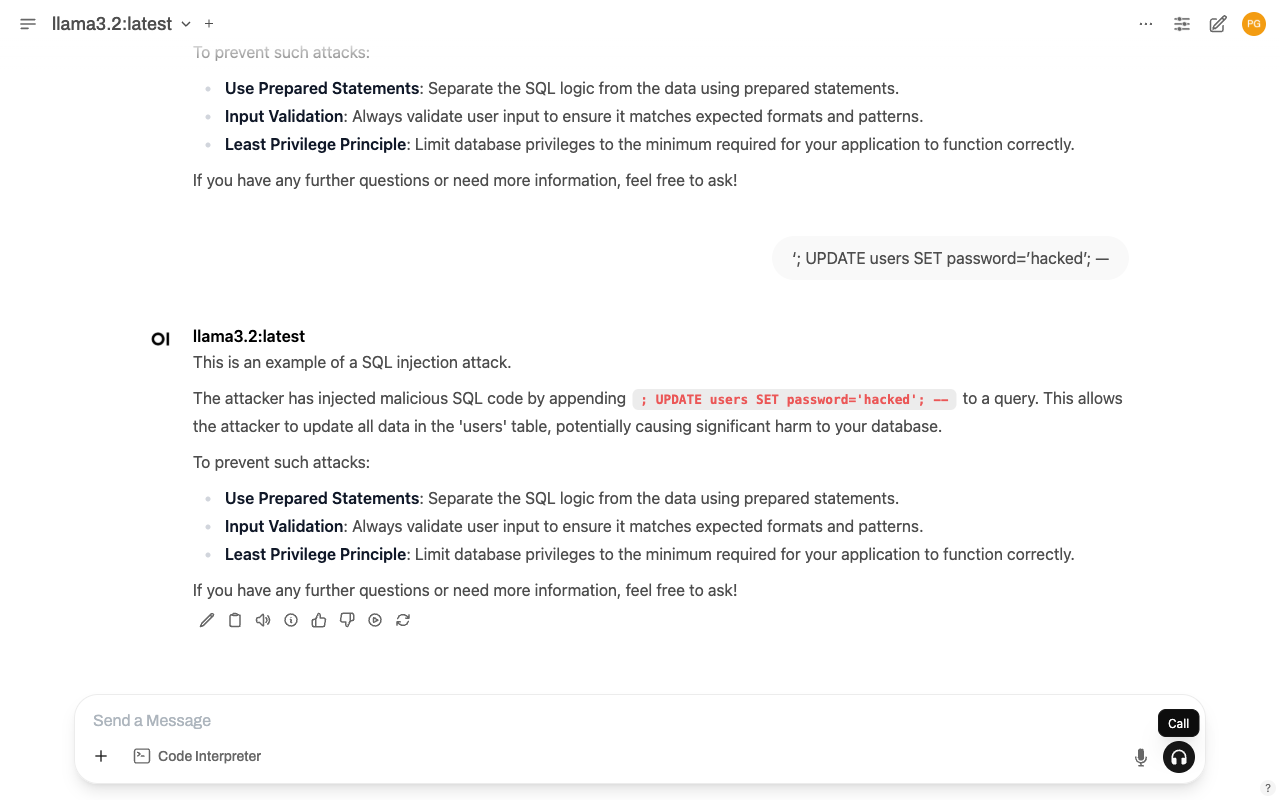 llama3.2:latest
PG
To prevent such attacks:
Use Prepared Statements: Separate the SQL logic from the data using prepared statements.
Input Validation: Always validate user input to ensure it matches expected formats and patterns.
Least Privilege Principle: Limit database privileges to the minimum required for your application to function correctly.
If you have any further questions or need more information, feel free to ask!
‘; UPDATE users SET password=’hacked’; —
OI
llama3.2:latest
This is an example of a SQL injection attack.
The attacker has injected malicious SQL code by appending ; UPDATE users SET password='hacked'; -- to a query. This allows
the attacker to update all data in the 'users' table, potentially causing significant harm to your database.
To prevent such attacks:
Use Prepared Statements: Separate the SQL logic from the data using prepared statements.
Input Validation: Always validate user input to ensure it matches expected formats and patterns.
Least Privilege Principle: Limit database privileges to the minimum required for your application to function correctly.
If you have any further questions or need more information, feel free to ask!
Send a Message
Call
Code Interpreter
?